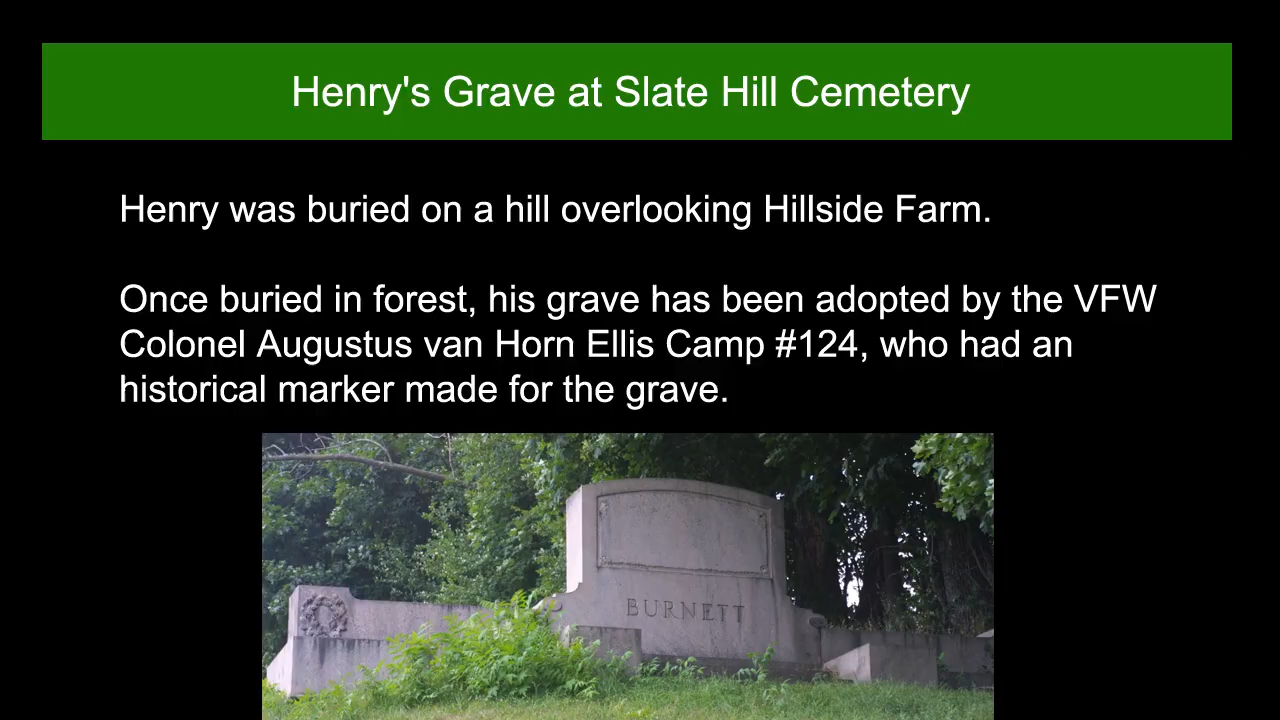 Henry's Grave at Slate Hill Cemetery
Henry was buried on a hill overlooking Hillside Farm.
Once buried in forest, his grave has been adopted by the VFW
Colonel Augustus van Horn Ellis Camp #124, who had an
historical marker made for the grave.
BURNETT